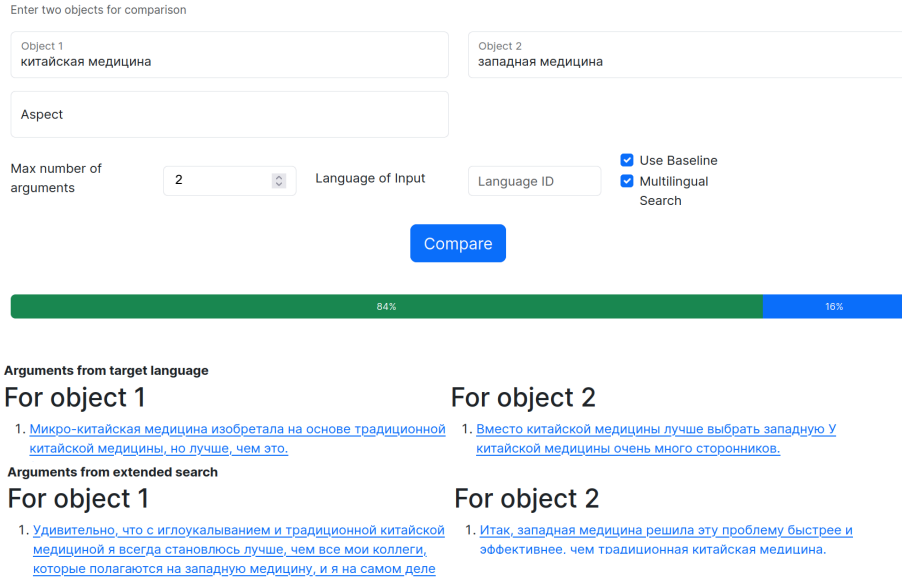 Enter two objects for comparison
Object 1
китайская медицина
Object 2
западная медицина
Aspect
Max number of
arguments
2
Language of Input
Language ID
Use Baseline
Multilingual
Search
Compare
84%
16%
Arguments from target language
For object 1
1. Микро-китайская медицина изобретала на основе традиционной
китайской медицины, но лучше, чем это.
For object 2
1. Вместо китайской медицины лучше выбрать западную У
китайской медицины очень много сторонников.
Arguments from extended search
For object 1
1. Удивительно, что с иглоукалыванием и традиционной китайской
медициной я всегда становлюсь лучше, чем все мои коллеги,
которые полагаются на западную медицину, и я на самом деле
For object 2
1. Итак, западная медицина решила эту проблему быстрее и
эффективнее, чем традиционная китайская медицина.